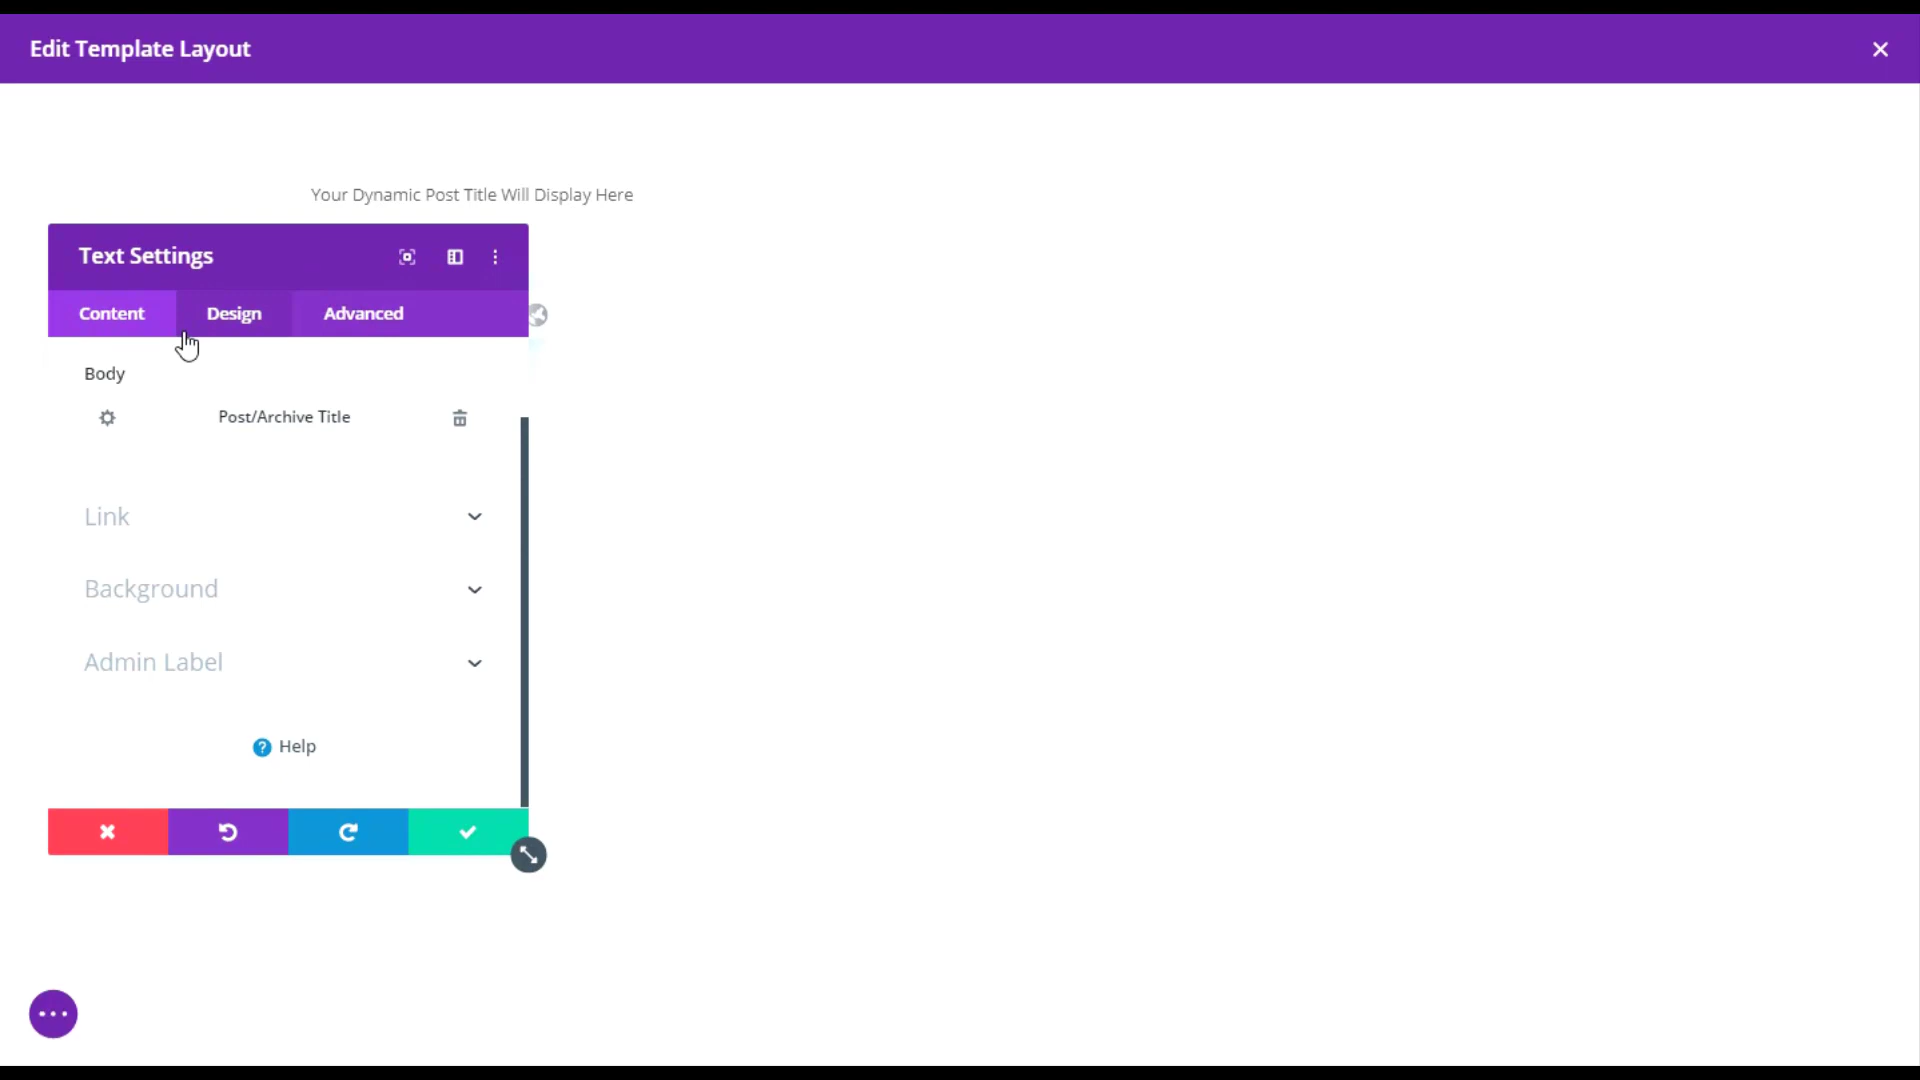 Edit Template Layout
Your Dynamic Post Title Will Display Here
Text Settings
Content Design Advanced
Body
Post/Archive Title
Link
Background
Admin Label
Help